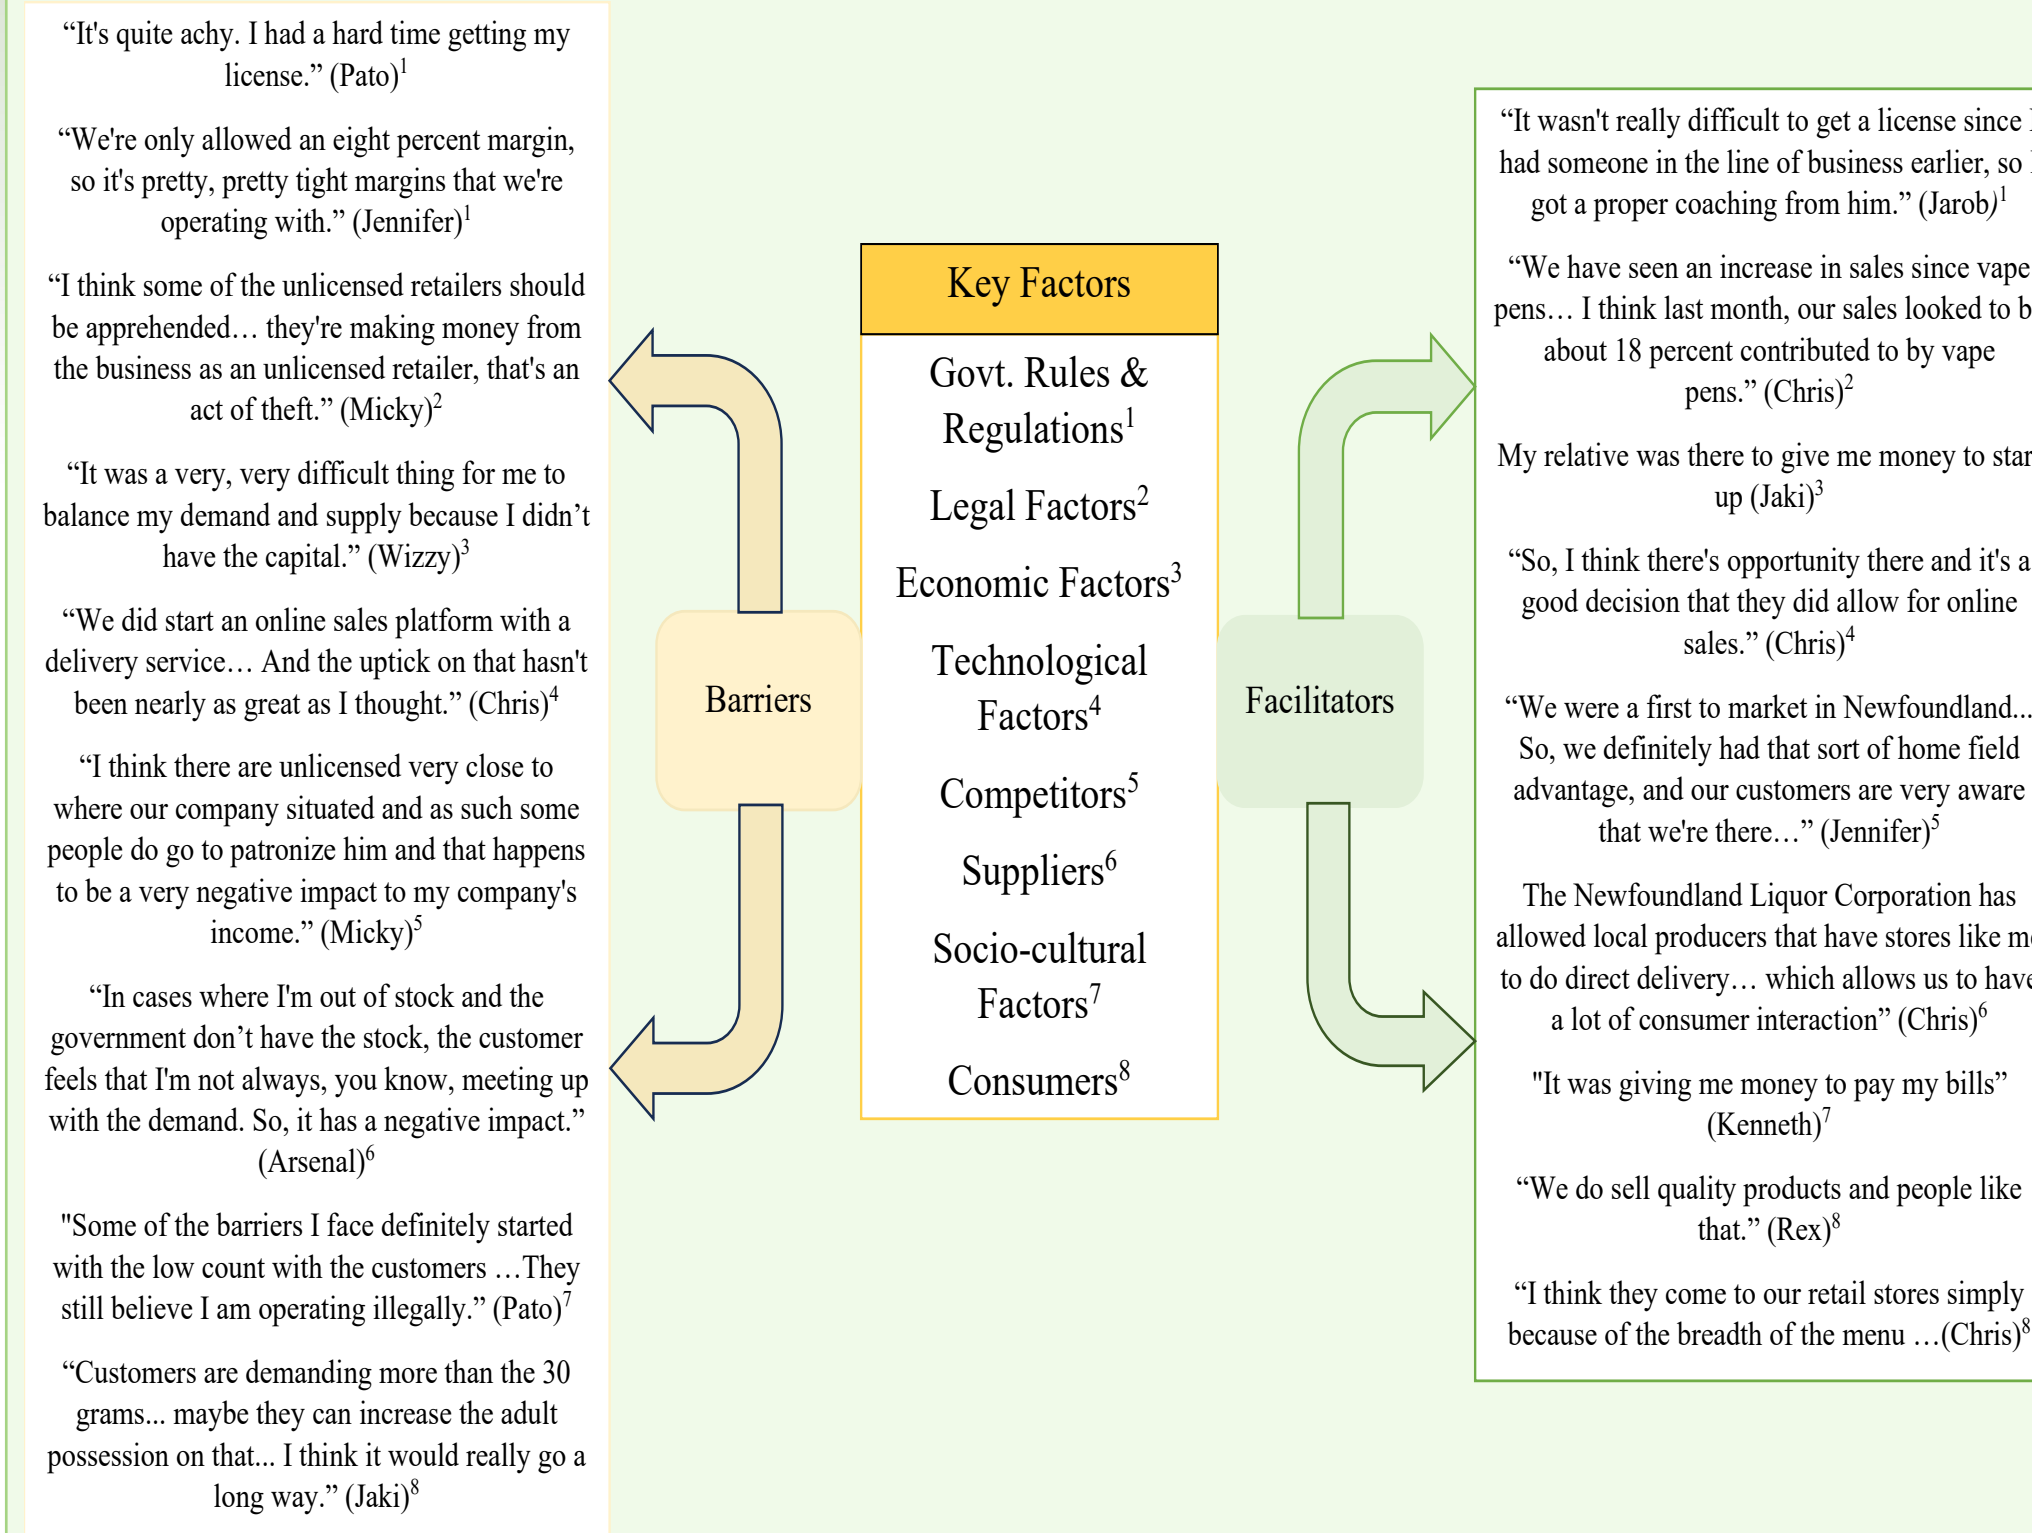 “It's quite achy. I had a hard time getting my
license.” (Pato)1
“We're only allowed an eight percent margin,
so it's pretty, pretty tight margins that we're
operating with.” (Jennifer)1
“I think some of the unlicensed retailers should
be apprehended… they're making money from
the business as an unlicensed retailer, that's an
act of theft.” (Micky)2
“It was a very, very difficult thing for me to
balance my demand and supply because I didn’t
have the capital.” (Wizzy)3
“We did start an online sales platform with a
delivery service… And the uptick on that hasn't
been nearly as great as I thought.” (Chris)4
“I think there are unlicensed very close to
where our company situated and as such some
people do go to patronize him and that happens
to be a very negative impact to my company's
income.” (Micky)5
“In cases where I'm out of stock and the
government don’t have the stock, the customer
feels that I'm not always, you know, meeting up
with the demand. So, it has a negative impact.”
(Arsenal)6
"Some of the barriers I face definitely started
with the low count with the customers …They
still believe I am operating illegally.” (Pato)7
“Customers are demanding more than the 30
grams... maybe they can increase the adult
possession on that... I think it would really go a
long way.” (Jaki)8
Barriers
Key Factors
Govt. Rules &
Regulations1
Legal Factors2
Economic Factors3
Technological
Factors4
Competitors5
Suppliers6
Socio-cultural
Factors7
Consumers8
Facilitators
“It wasn't really difficult to get a license since
had someone in the line of business earlier, so
got a proper coaching from him.” (Jarob)1
“We have seen an increase in sales since vape
pens… I think last month, our sales looked to
about 18 percent contributed to by vape
pens.” (Chris)2
My relative was there to give me money to
up (Jaki)3
“So, I think there's opportunity there and it's a
good decision that they did allow for online
sales.” (Chris)4
“We were a first to market in Newfoundland...
So, we definitely had that sort of home field
advantage, and our customers are very aware
that we're there…” (Jennifer)5
The Newfoundland Liquor Corporation has
allowed local producers that have stores like
to do direct delivery… which allows us to have
a lot of consumer interaction” (Chris)6
"It was giving me money to pay my bills”
(Kenneth)7
“We do sell quality products and people like
that.” (Rex)8
“I think they come to our retail stores simply
because of the breadth of the menu …(Chris)8